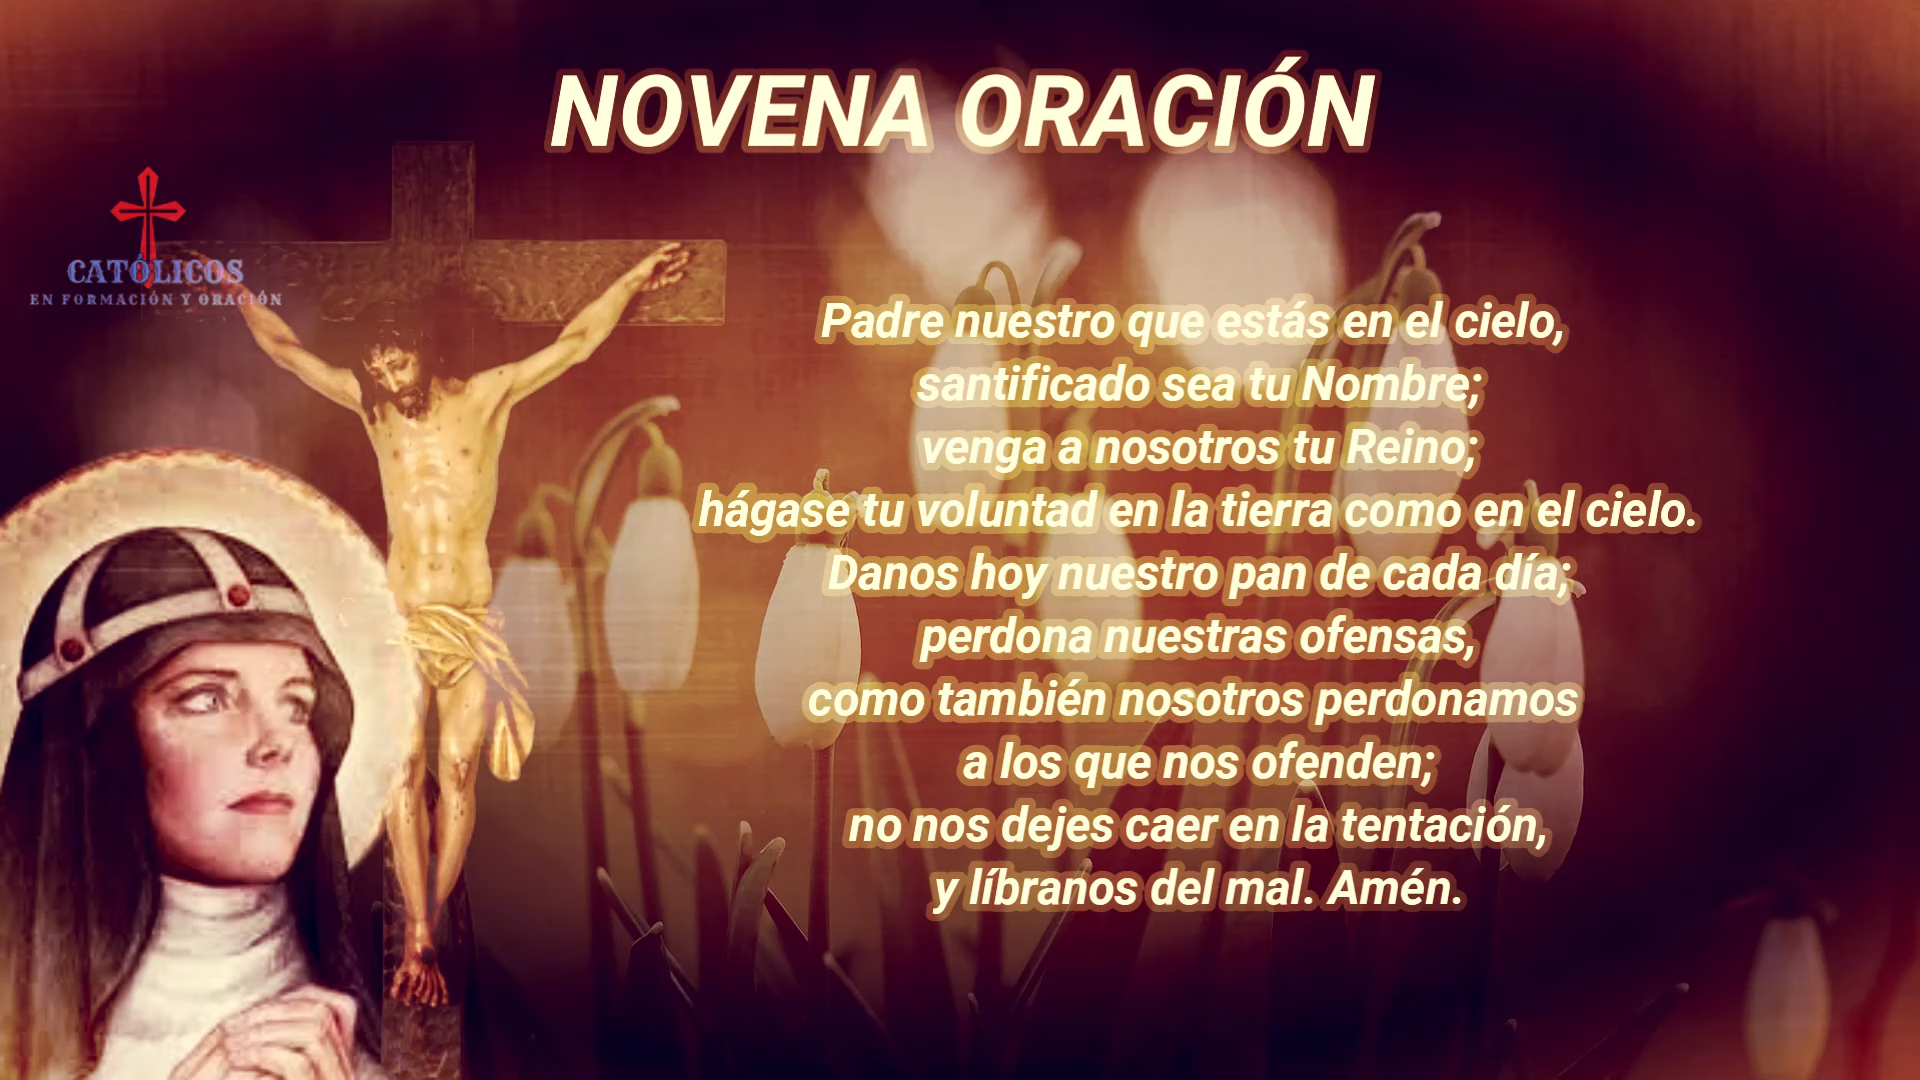 NOVENA ORACIÓN
CATÓLICOS
EN FORMACIÓN Y ORACIÓN
Padre nuestro que estás en el cielo,
santificado sea tu Nombre;
venga a nosotros tu Reino;
hágase tu voluntad en la tierra como en el cielo.
Danos hoy nuestro pan de cada día;
perdona nuestras ofensas,
como también nosotros perdonamos
a los que nos ofenden;
no nos dejes caer en la tentación,
y líbranos del mal. Amén.